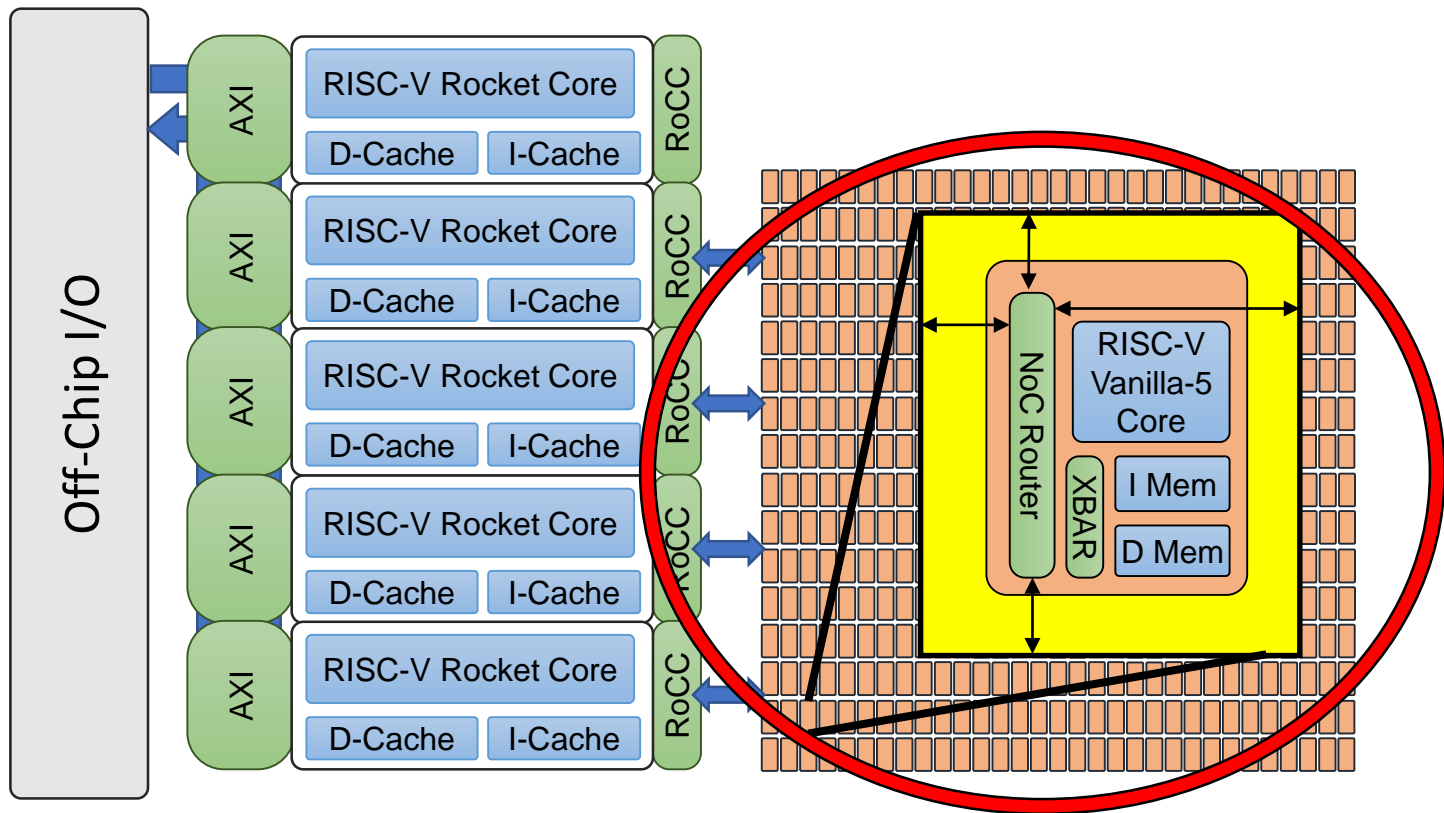 Off-Chip I/O
AXI
RISC-V Rocket Core
D-Cache
I-Cache
RoCC
AXI
RISC-V Rocket Core
D-Cache
I-Cache
RoCC
AXI
RISC-V Rocket Core
D-Cache
I-Cache
RoCC
AXI
RISC-V Rocket Core
D-Cache
I-Cache
RoCC
AXI
RISC-V Rocket Core
D-Cache
I-Cache
RoCC
NoC Router
RISC-V
Vanilla-5
Core
XBAR
I Mem
D Mem